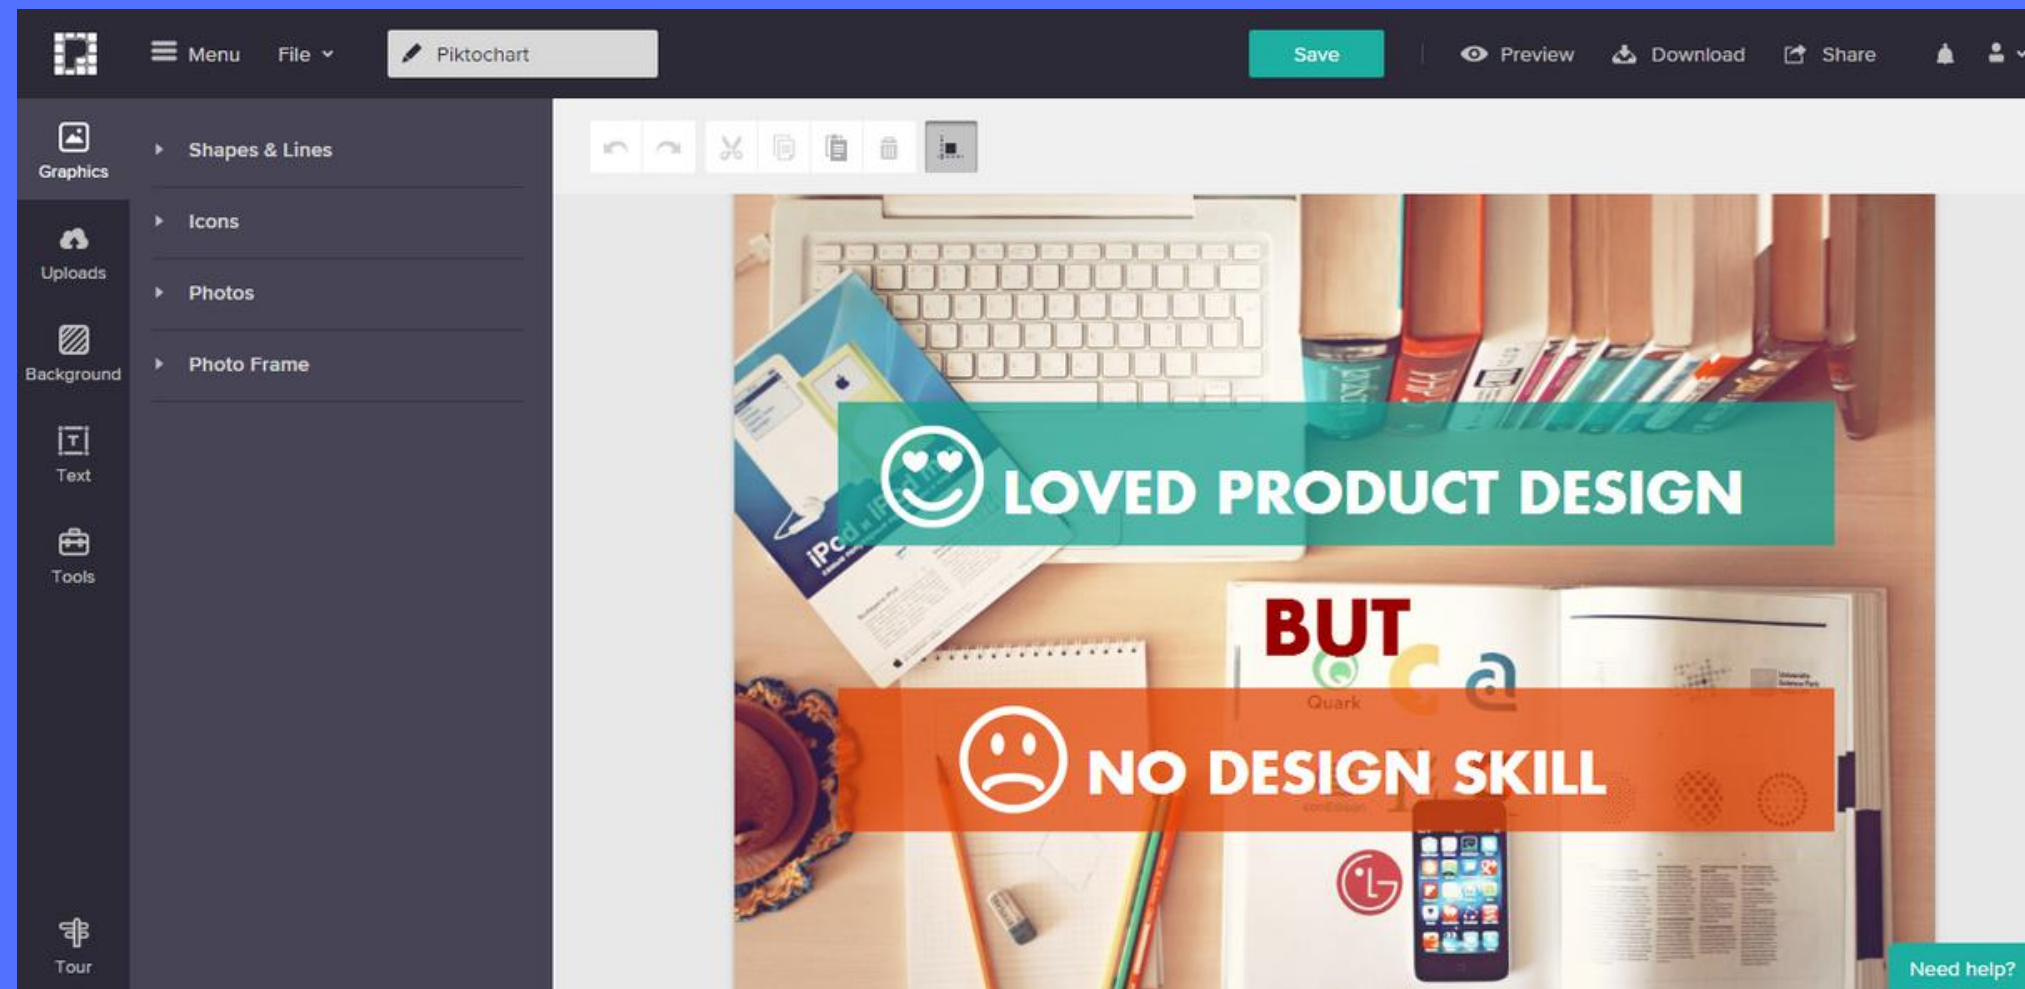 Menu
File
Piktochart
Save
Preview
Download
Share
Graphics
Uploads
Background
Text
Tools
Tour
Shapes & Lines
Icons
Photos
Photo Frame
iPod
LOVED PRODUCT DESIGN
BUT
Quark
NO DESIGN SKILL
LG
Need help?